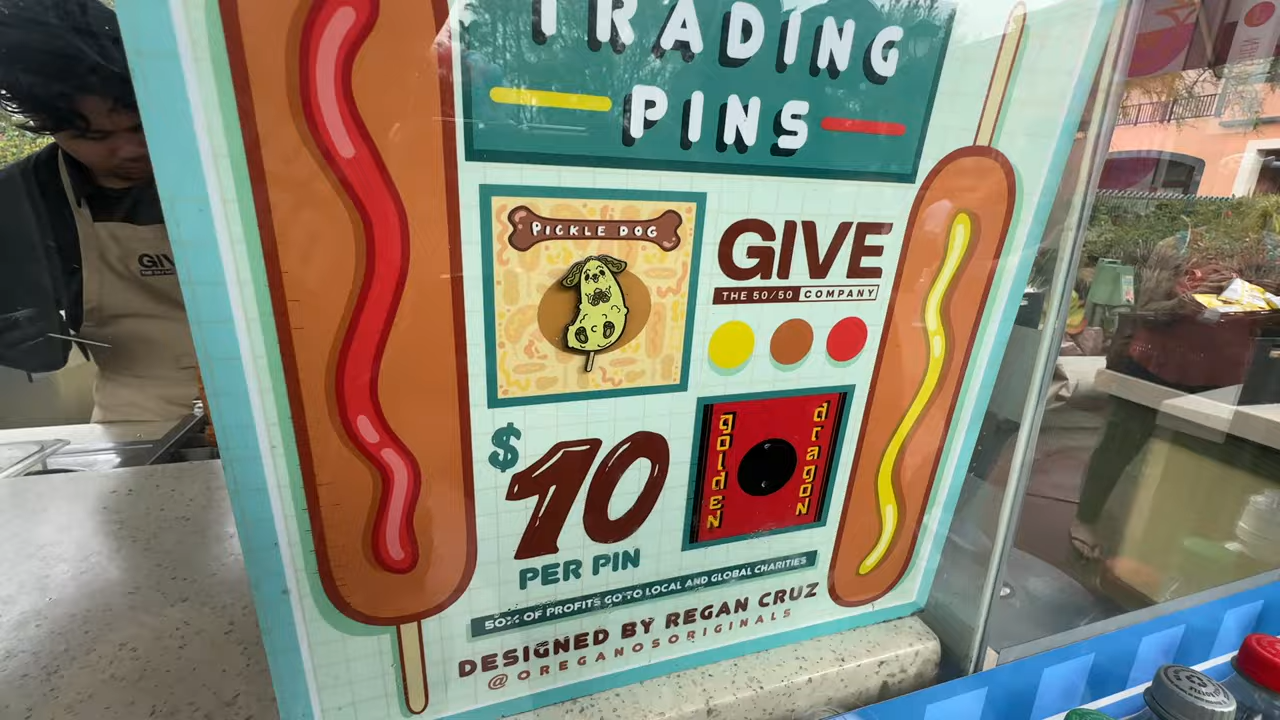 TRADING
PINS
PICKLE DOG
GIVE
THE 50/50 COMPANY
$10
PER PIN
golden
dragon
50% OF PROFITS GO TO LOCAL AND GLOBAL CHARITIES
DESIGNED BY REGAN CRUZ
@OREGANOSORIGINALS